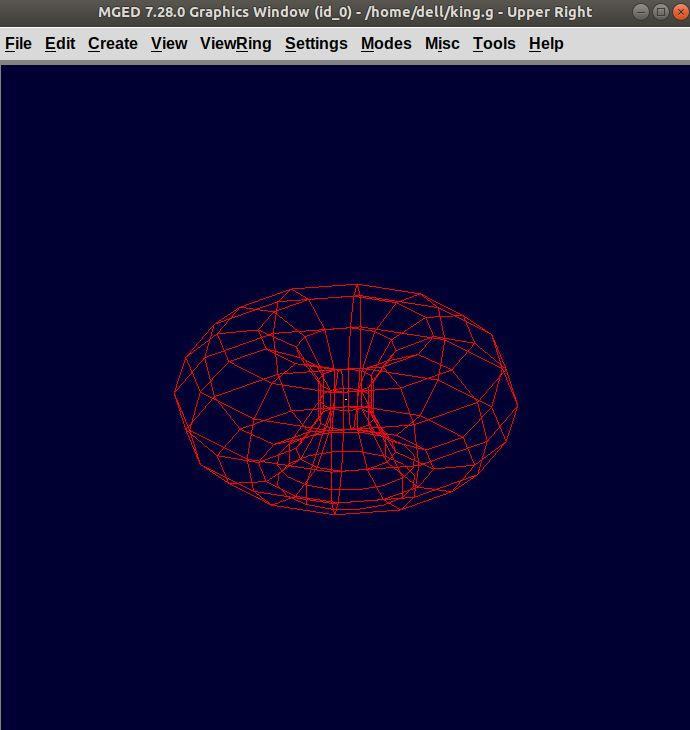 MGED 7.28.0 Graphics Window (id_0) - /home/dell/king.g - Upper Right
File Edit Create View ViewRing Settings Modes Misc Tools Help